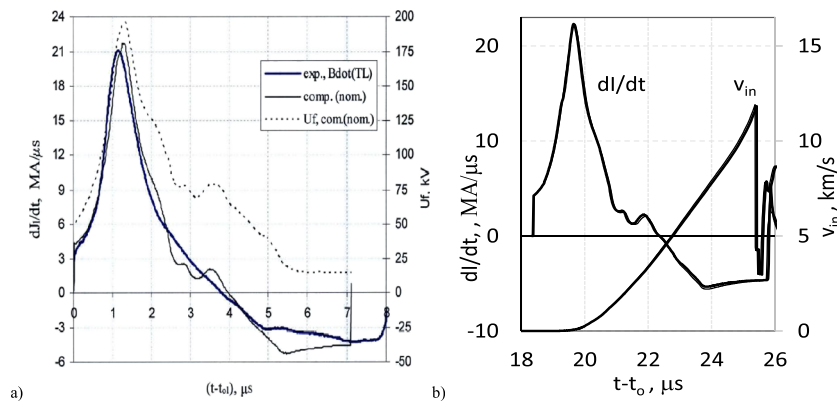 24
21
18
15
12
9
6
3
0
-3
-6
dJₗ/dt, MA/μs
200
175
150
125
100
75
50
25
0
-25
-50
Uf, kV
exp., Bdot(TL)
comp. (nom.)
Uf, com.(nom.)
0 1 2 3 4 5 6 7 8
(t-tₒₗ), μs
a)
20
10
0
-10
dI/dt, , MA/μs
dI/dt
vᵢₙ
15
10
5
0
vᵢₙ , km/s
18 20 22 24 26
t-tₒ , μs
b)